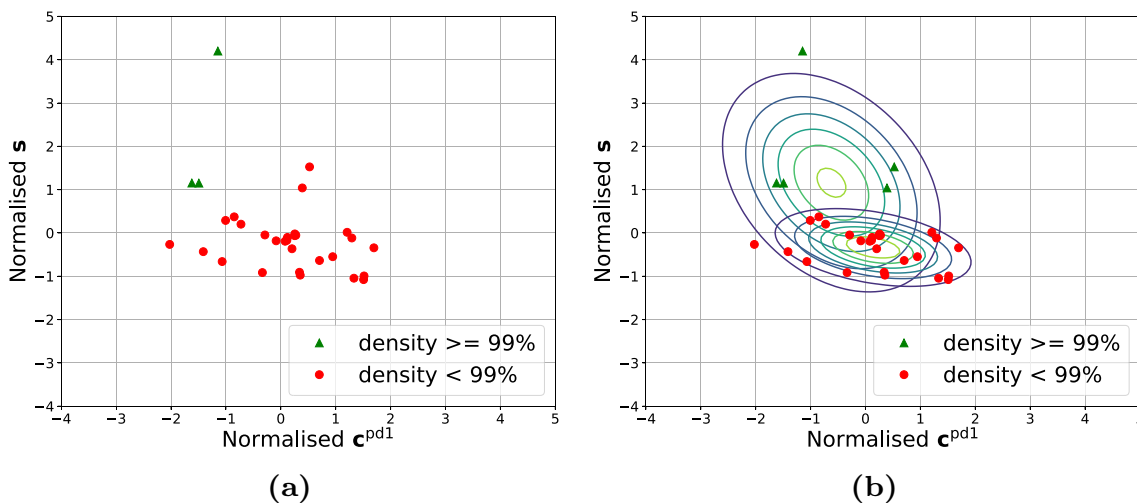 5
4
3
2
1
0
−1
−2
−3
−4
−4 −3 −2 −1 0 1 2 3 4 5
Normalised s
Normalised c^pd1
density >= 99%
density < 99%
(a)
5
4
3
2
1
0
−1
−2
−3
−4
−4 −3 −2 −1 0 1 2 3 4
Normalised s
Normalised c^pd1
density >= 99%
density < 99%
(b)